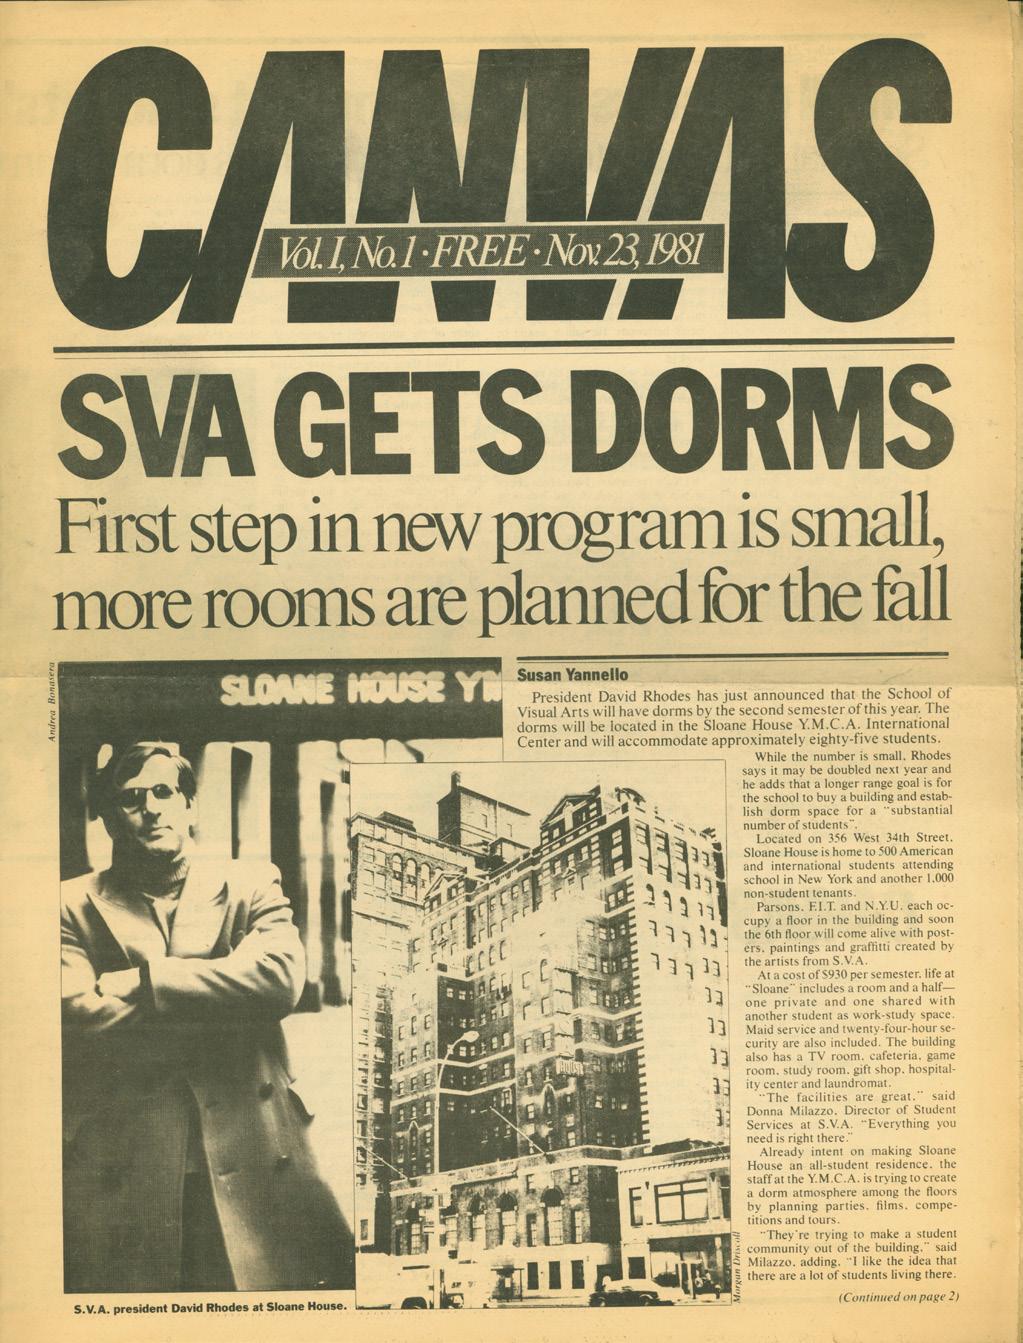 CANVAS
Vol. I, No. 1 · FREE · Nov. 23, 1981
SVA GETS DORMS
First step in new program is small,
more rooms are planned for the fall
Andrea Bonasera
SLOANE HOUSE YM
Susan Yannello
President David Rhodes has just announced that the School of
Visual Arts will have dorms by the second semester of this year. The
dorms will be located in the Sloane House Y.M.C.A. International
Center and will accommodate approximately eighty-five students.
While the number is small, Rhodes
says it may be doubled next year and
he adds that a longer range goal is for
the school to buy a building and estab-
lish dorm space for a "substantial
number of students".
Located on 356 West 34th Street,
Sloane House is home to 500 American
and international students attending
school in New York and another 1,000
non-student tenants.
Parsons, F.I.T. and N.Y.U. each oc-
cupy a floor in the building and soon
the 6th floor will come alive with post-
ers, paintings and graffitti created by
the artists from S.V.A.
At a cost of $930 per semester, life at
"Sloane" includes a room and a half—
one private and one shared with
another student as work-study space.
Maid service and twenty-four-hour se-
curity are also included. The building
also has a TV room, cafeteria, game
room, study room, gift shop, hospital-
ity center and laundromat.
"The facilities are great," said
Donna Milazzo, Director of Student
Services at S.V.A. "Everything you
need is right there."
Already intent on making Sloane
House an all-student residence, the
staff at the Y.M.C.A. is trying to create
a dorm atmosphere among the floors
by planning parties, films, compe-
titions and tours.
"They're trying to make a student
community out of the building," said
Milazzo, adding, "I like the idea that
there are a lot of students living there.
(Continued on page 2)
HOUSE
Morgan Driscoll
S.V.A. president David Rhodes at Sloane House.